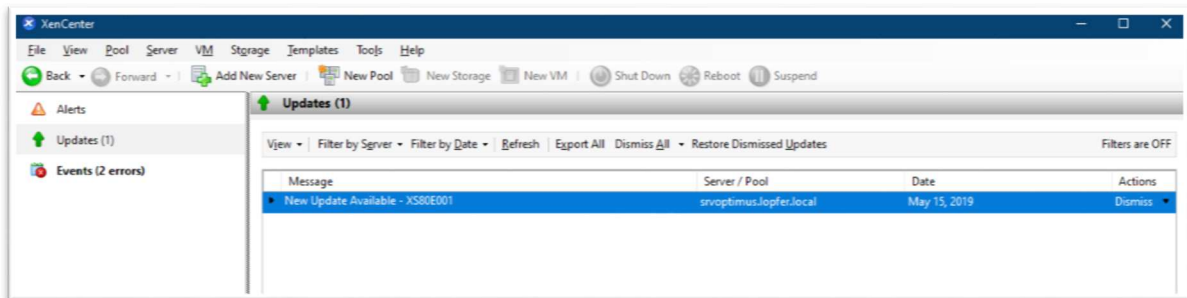 XenCenter
File View Pool Server VM Storage Templates Tools Help
Back Forward Add New Server New Pool New Storage New VM Shut Down Reboot Suspend
Alerts
Updates (1)
Events (2 errors)
Updates (1)
View Filter by Server Filter by Date Refresh Export All Dismiss All Restore Dismissed Updates Filters are OFF
Message Server / Pool Date Actions
New Update Available - XS80E001 srvoptimus.lopfer.local May 15, 2019 Dismiss